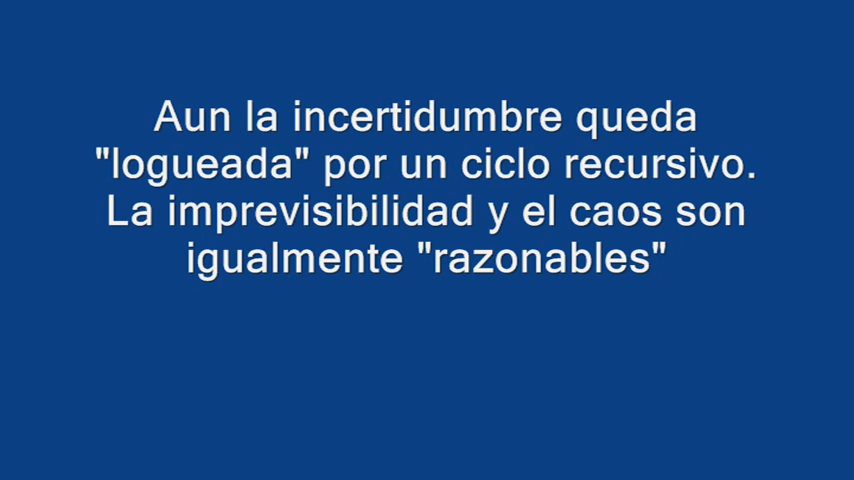 Aun la incertidumbre queda
"logueada" por un ciclo recursivo.
La imprevisibilidad y el caos son
igualmente "razonables"